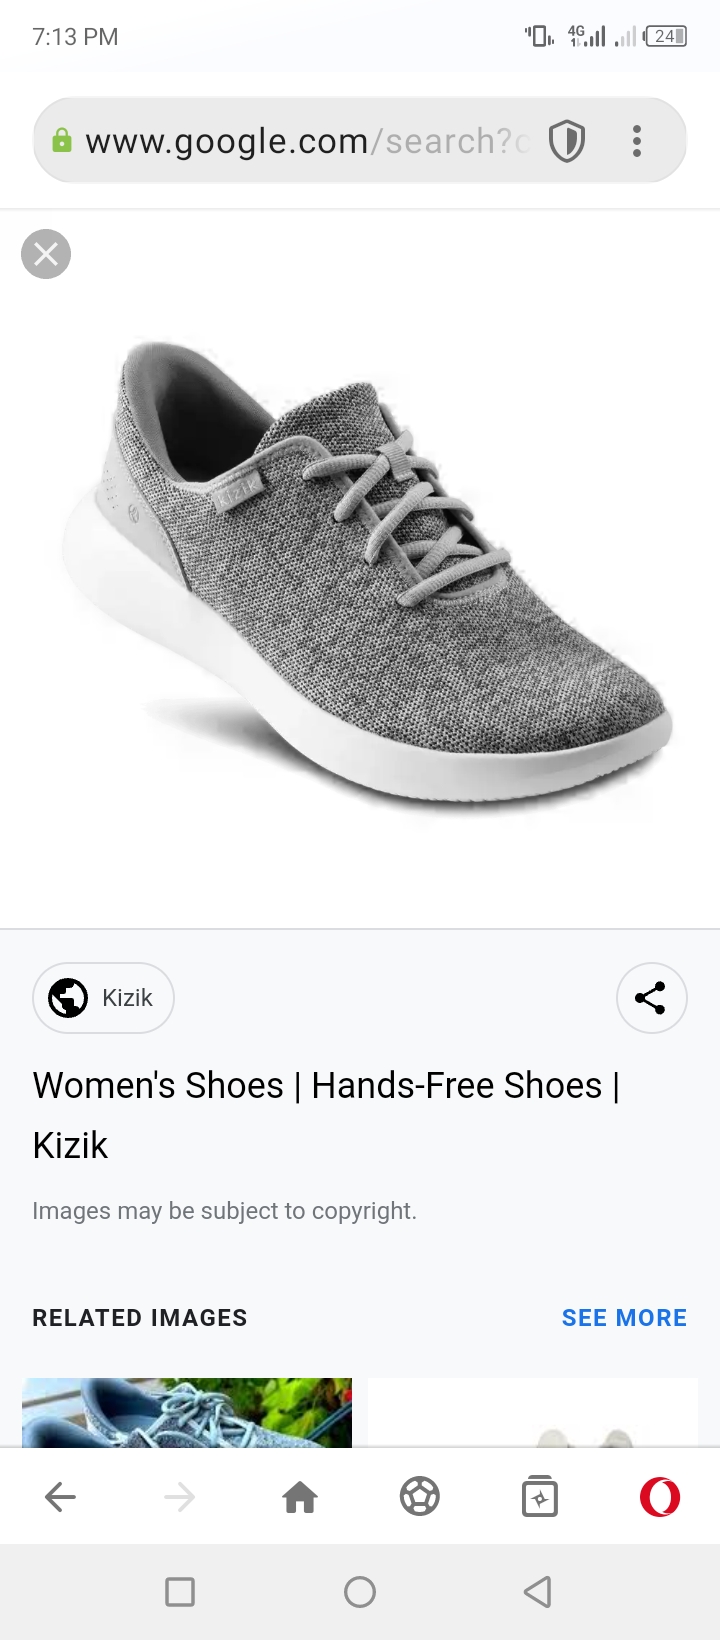 7:13 PM
4G
24
www.google.com/search?c
kizik
Kizik
Women's Shoes | Hands-Free Shoes |
Kizik
Images may be subject to copyright.
RELATED IMAGES
SEE MORE